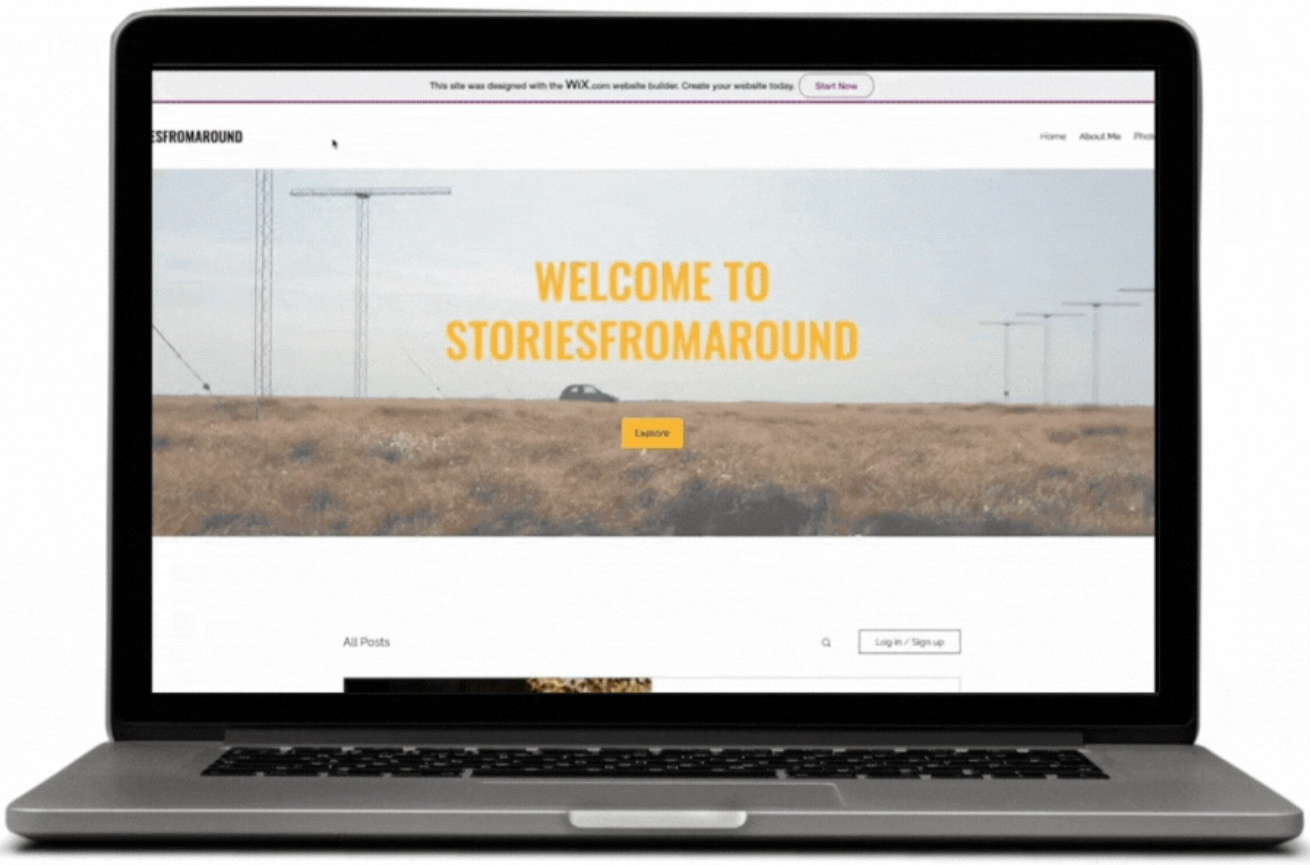 This site was designed with the WiX.com website builder. Create your website today. Start Now
ESFROMAROUND
Home About Me Phot
WELCOME TO
STORIESFROMAROUND
Explore
All Posts
Log in / Sign up